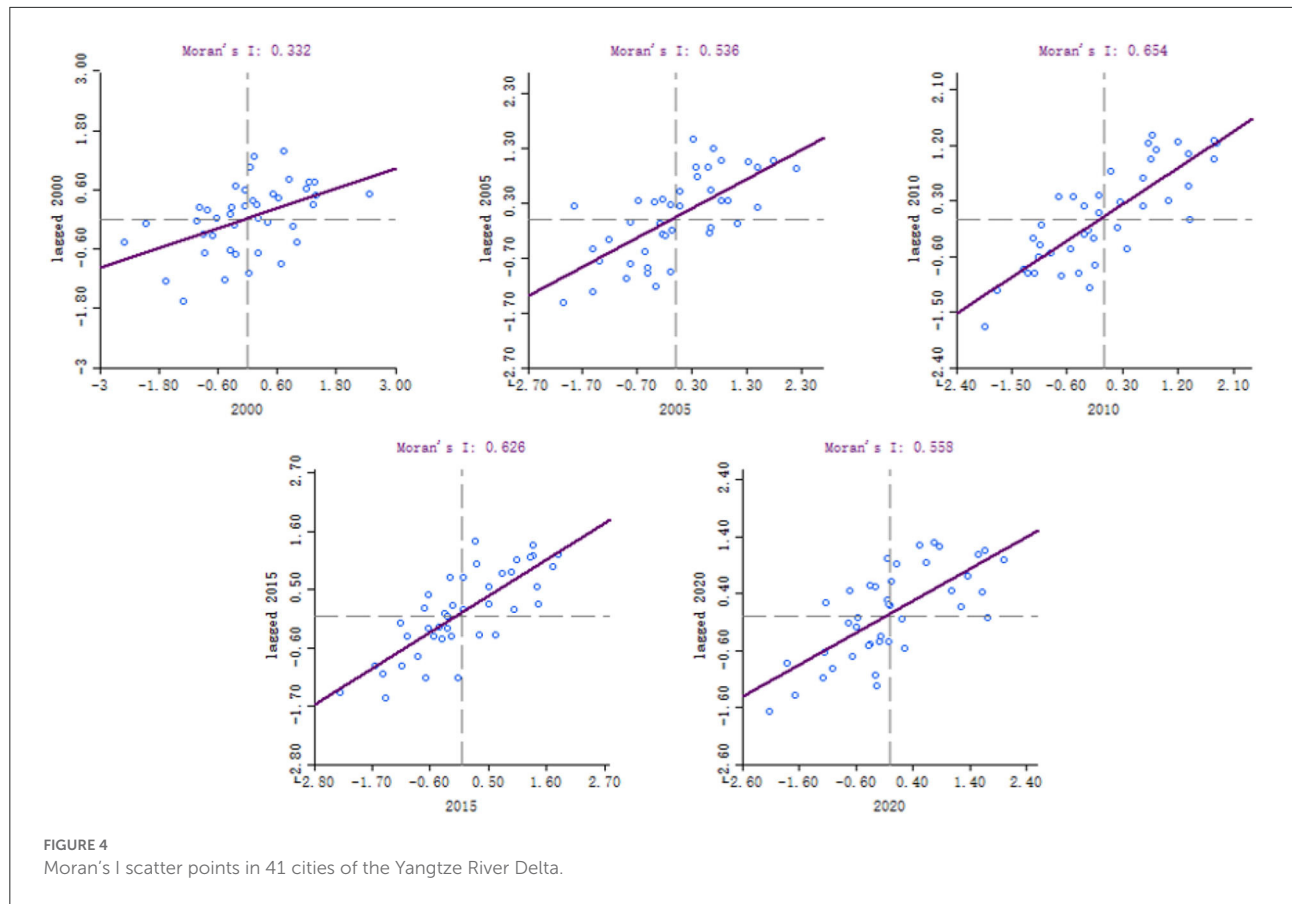 Moran's I: 0.332
lagged 2000
3.00
1.80
0.60
-0.60
-1.80
-3
-3 -1.80 -0.60 0.60 1.80 3.00
2000
Moran's I: 0.536
lagged 2005
2.30
1.30
0.30
-0.70
-1.70
-2.70
-2.70 -1.70 -0.70 0.30 1.30 2.30
2005
Moran's I: 0.654
lagged 2010
2.10
1.20
0.30
-0.60
-1.50
-2.40
-2.40 -1.50 -0.60 0.30 1.20 2.10
2010
Moran's I: 0.626
lagged 2015
2.70
1.60
0.50
-0.60
-1.70
-2.80
-2.80 -1.70 -0.60 0.50 1.60 2.70
2015
Moran's I: 0.558
lagged 2020
2.40
1.40
0.40
-0.60
-1.60
-2.60
-2.60 -1.60 -0.60 0.40 1.40 2.40
2020
FIGURE 4
Moran's I scatter points in 41 cities of the Yangtze River Delta.